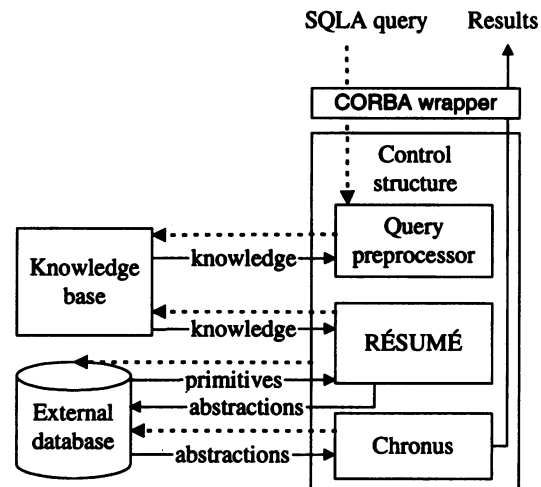 SQLA query
Results
CORBA wrapper
Control
structure
Query
preprocessor
knowledge
Knowledge
base
knowledge
RÉSUMÉ
primitives
abstractions
External
database
Chronus
abstractions